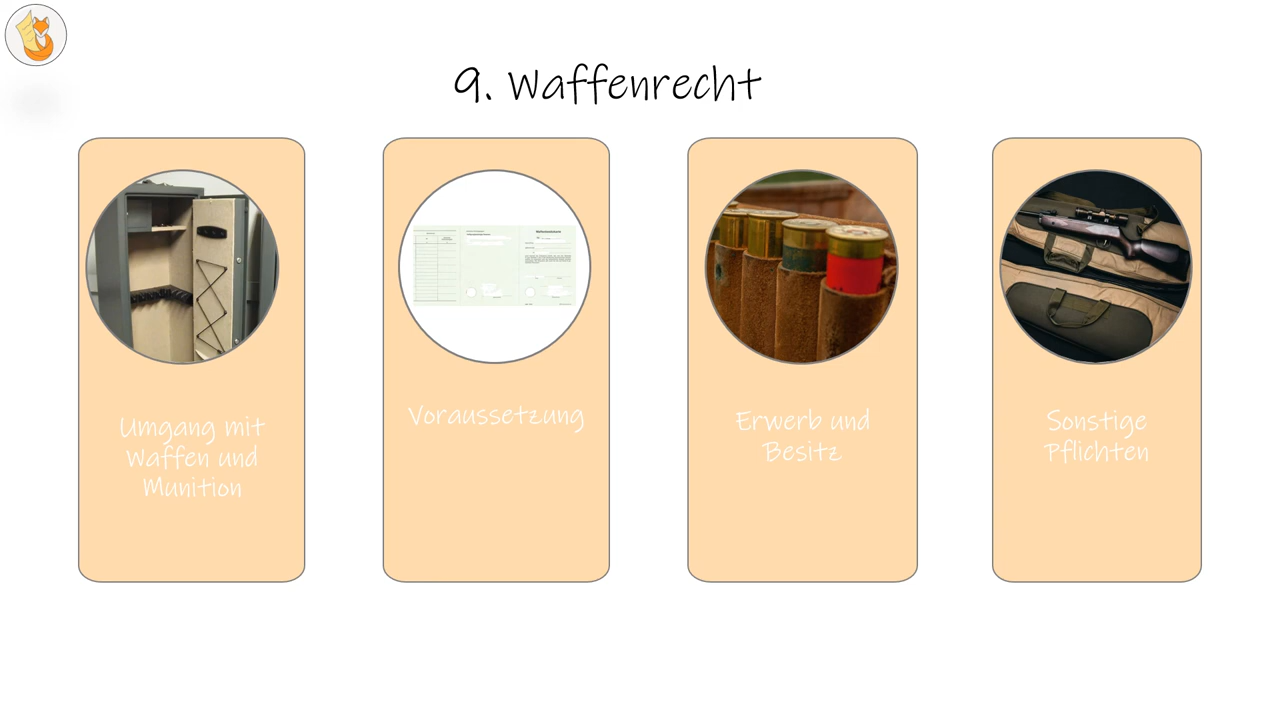 9. Waffenrecht
Umgang mit
Waffen und
Munition
Voraussetzung
Erwerb und
Besitz
Sonstige
Pflichten